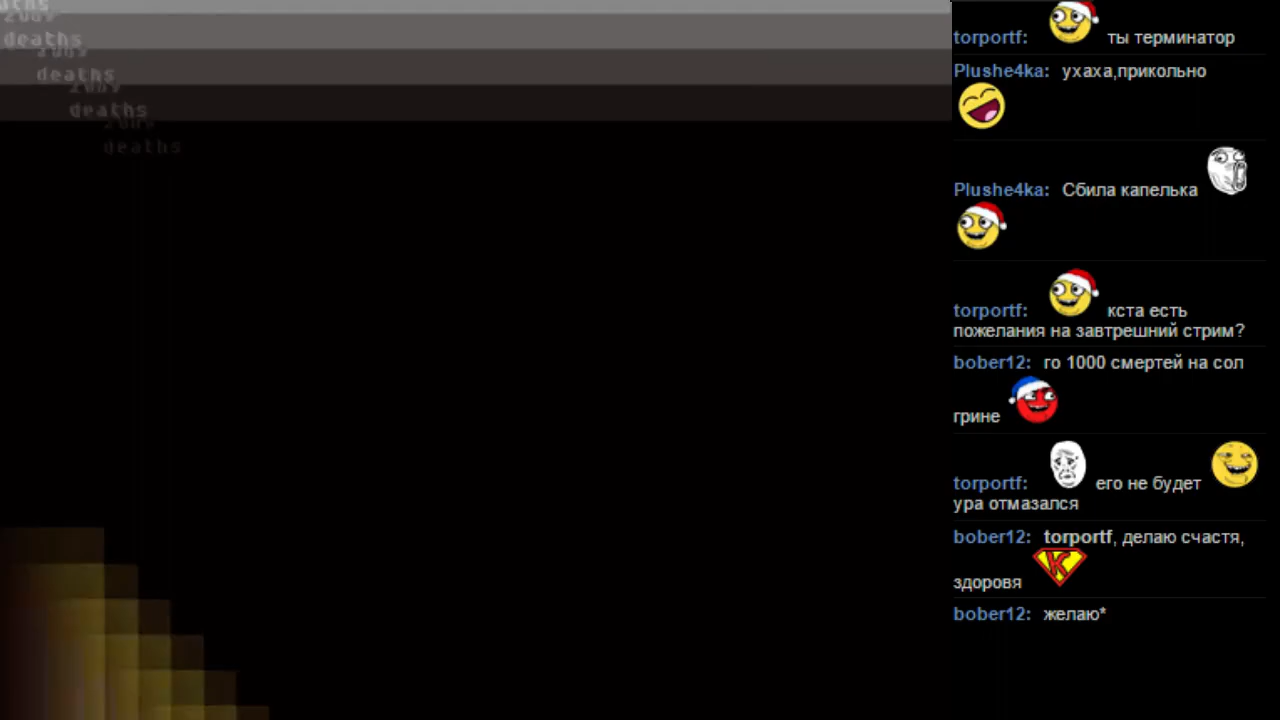 deaths
deaths
deaths
deaths
torportf: ты терминатор
Plushe4ka: ухаха,прикольно
Plushe4ka: Сбила капелька
torportf: кста есть
пожелания на завтрешний стрим?
bober12: го 1000 смертей на сол
грине
torportf: его не будет
ура отмазался
bober12: torportf, делаю счастя,
здоровя
bober12: желаю*